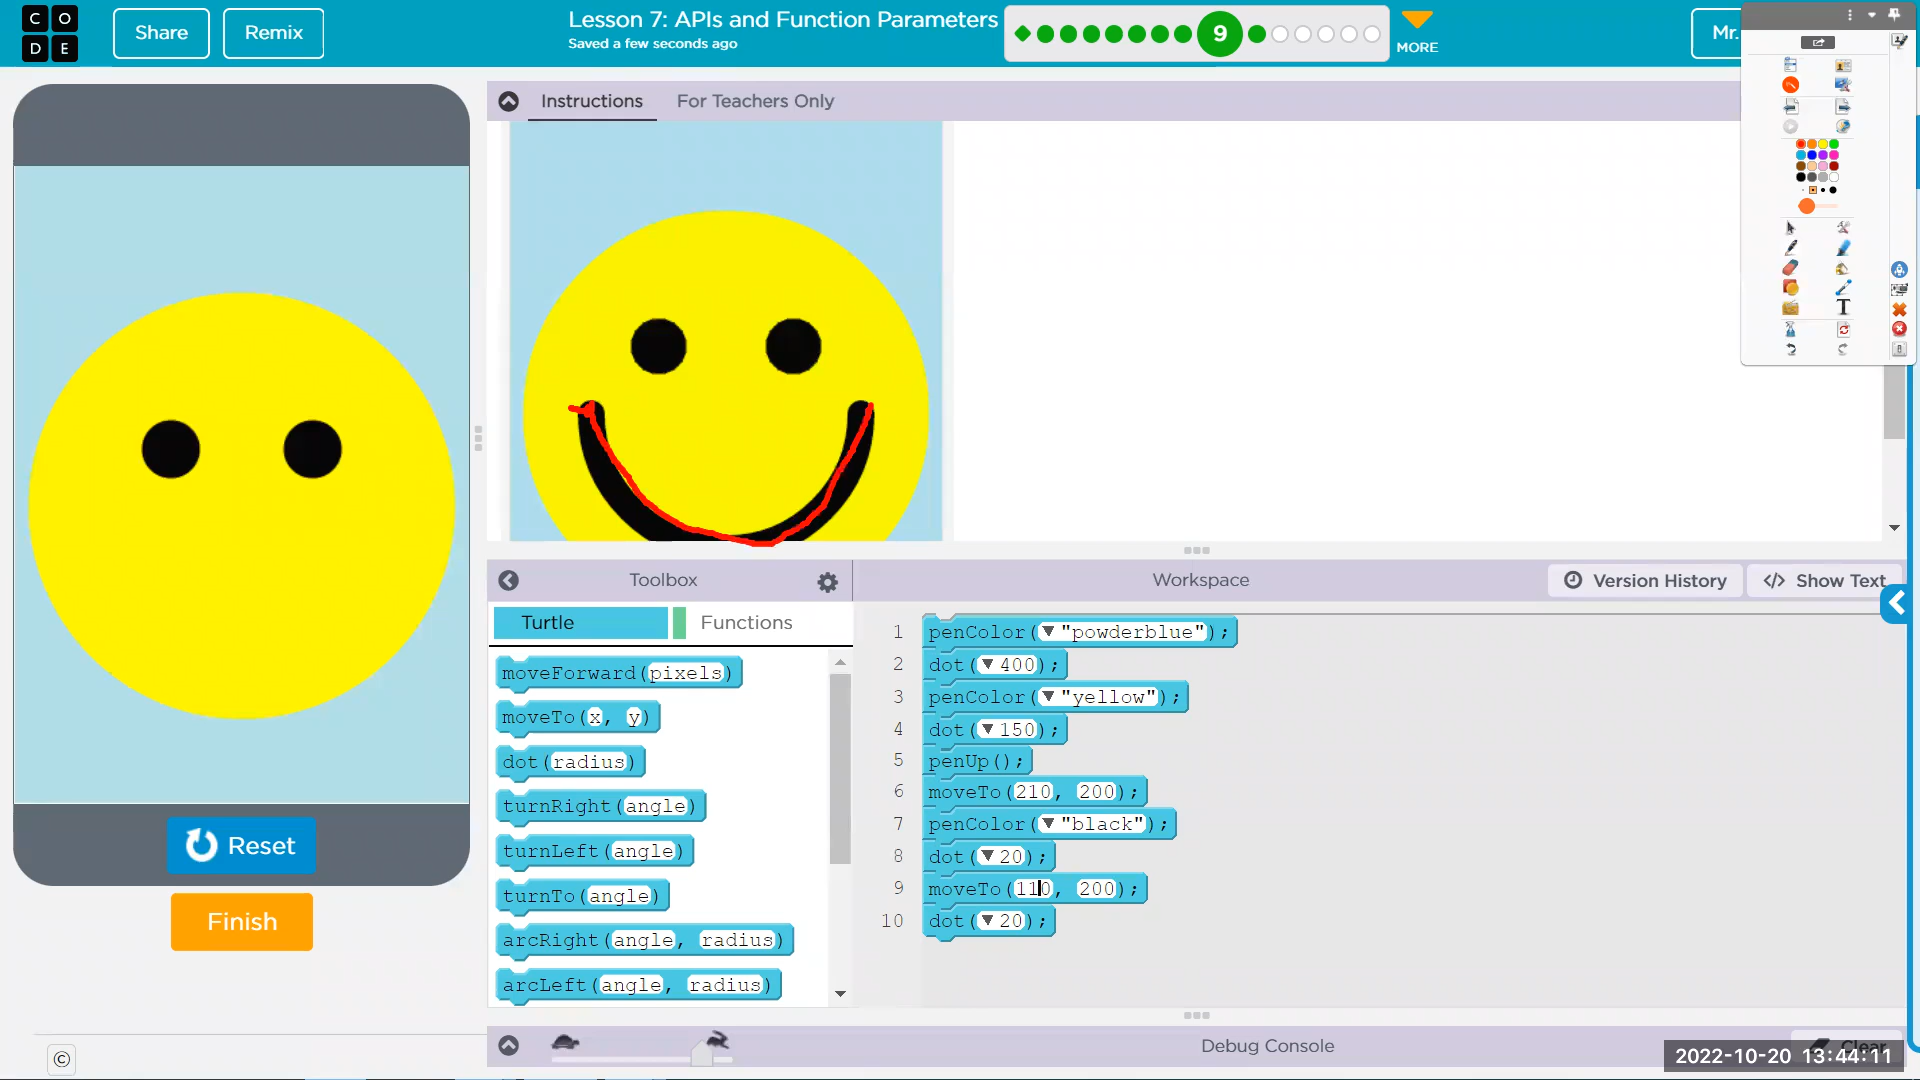 CO
DE
Share
Remix
Lesson 7: APIs and Function Parameters
Saved a few seconds ago
9
MORE
Mr.
Instructions
For Teachers Only
Reset
Finish
©
Toolbox
Workspace
Version History
</> Show Text
Turtle
Functions
moveForward(pixels)
moveTo(x, y)
dot(radius)
turnRight(angle)
turnLeft(angle)
turnTo(angle)
arcRight(angle, radius)
arcLeft(angle, radius)
1 penColor(▼"powderblue");
2 dot(▼400);
3 penColor(▼"yellow");
4 dot(▼150);
5 penUp();
6 moveTo(210, 200);
7 penColor(▼"black");
8 dot(▼20);
9 moveTo(110, 200);
10 dot(▼20);
Debug Console
Clear
2022-10-20 13:44:11
T